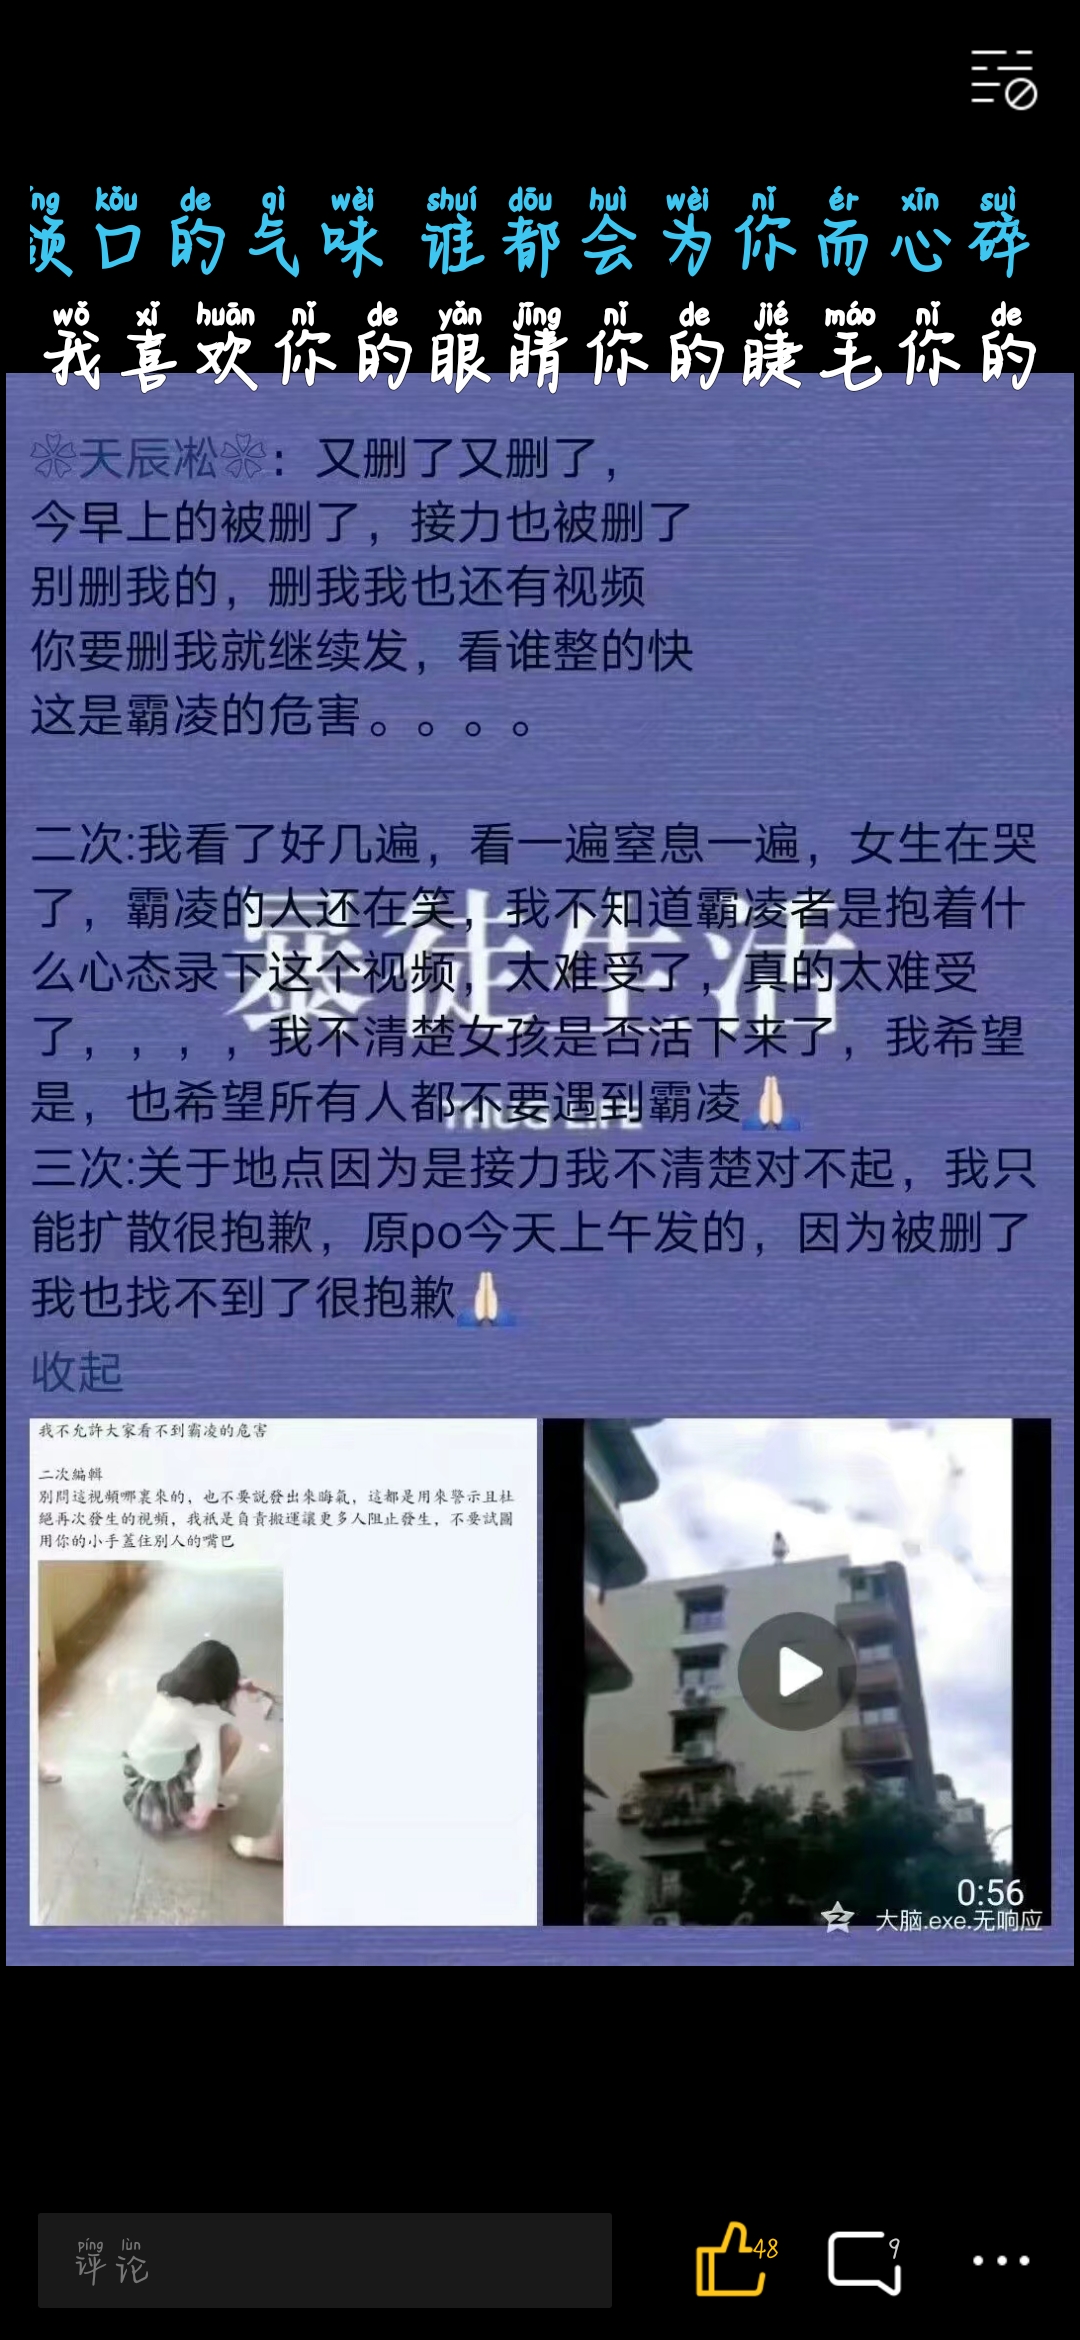 íng kǒu de qì wèi shuí dōu huì wèi nǐ ér xīn suì
领口的气味 谁都会为你而心碎
wǒ xǐ huān nǐ de yǎn jīng nǐ de jié máo nǐ de
我喜欢你的眼睛你的睫毛你的
天辰凇：又删了又删了，
今早上的被删了，接力也被删了
别删我的，删我我也还有视频
你要删我就继续发，看谁整的快
这是霸凌的危害。。。。
二次:我看了好几遍，看一遍窒息一遍，女生在哭
了，霸凌的人还在笑，我不知道霸凌者是抱着什
么心态录下这个视频，太难受了，真的太难受
了，，，，我不清楚女孩是否活下来了，我希望
是，也希望所有人都不要遇到霸凌🙏🏻
暴徒生活
THUG LIFE
三次:关于地点因为是接力我不清楚对不起，我只
能扩散很抱歉，原po今天上午发的，因为被删了
我也找不到了很抱歉🙏🏻
收起
我不允許大家看不到霸凌的危害
二次編輯
別問這視頻哪裏來的，也不要説發出來晦氣，這都是用來警示且杜
絕再次發生的視頻，我衹是負責搬運讓更多人阻止發生，不要試圖
用你的小手蓋住別人的嘴巴
0:56
大脑.exe.无响应
píng lùn
评论
48
9